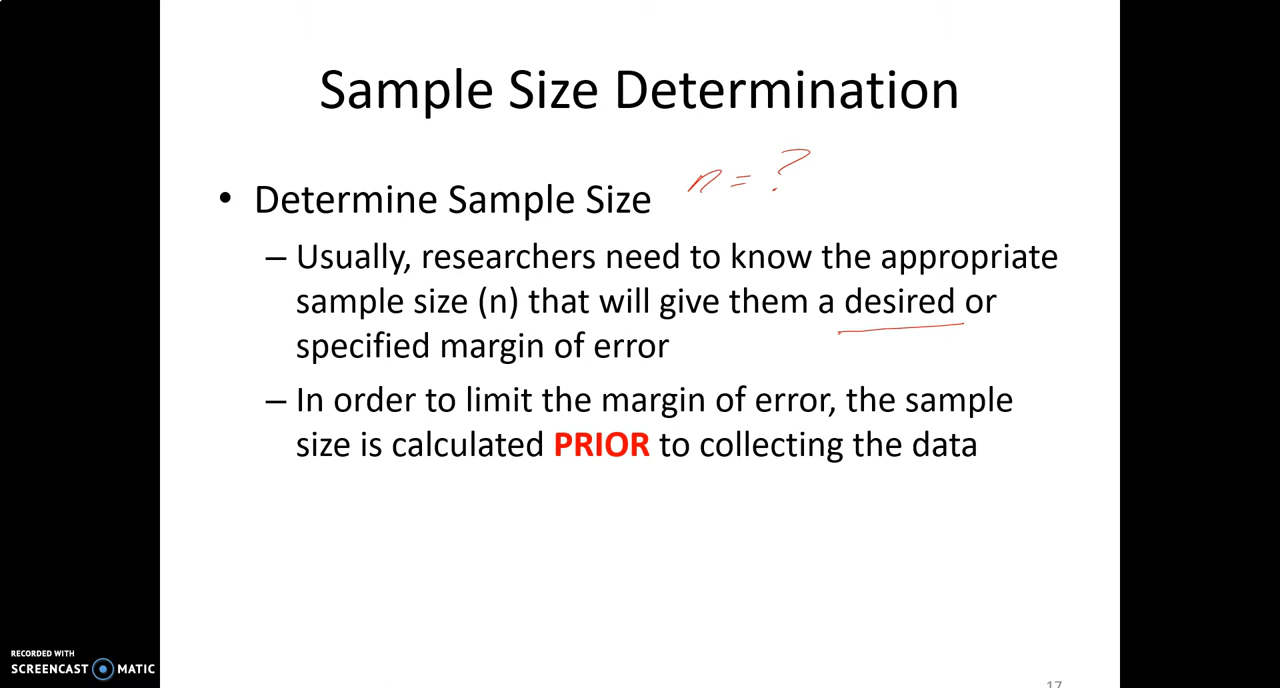 Sample Size Determination
• Determine Sample Size n = ?
– Usually, researchers need to know the appropriate
sample size (n) that will give them a desired or
specified margin of error
– In order to limit the margin of error, the sample
size is calculated PRIOR to collecting the data
RECORDED WITH
SCREENCAST MATIC
17